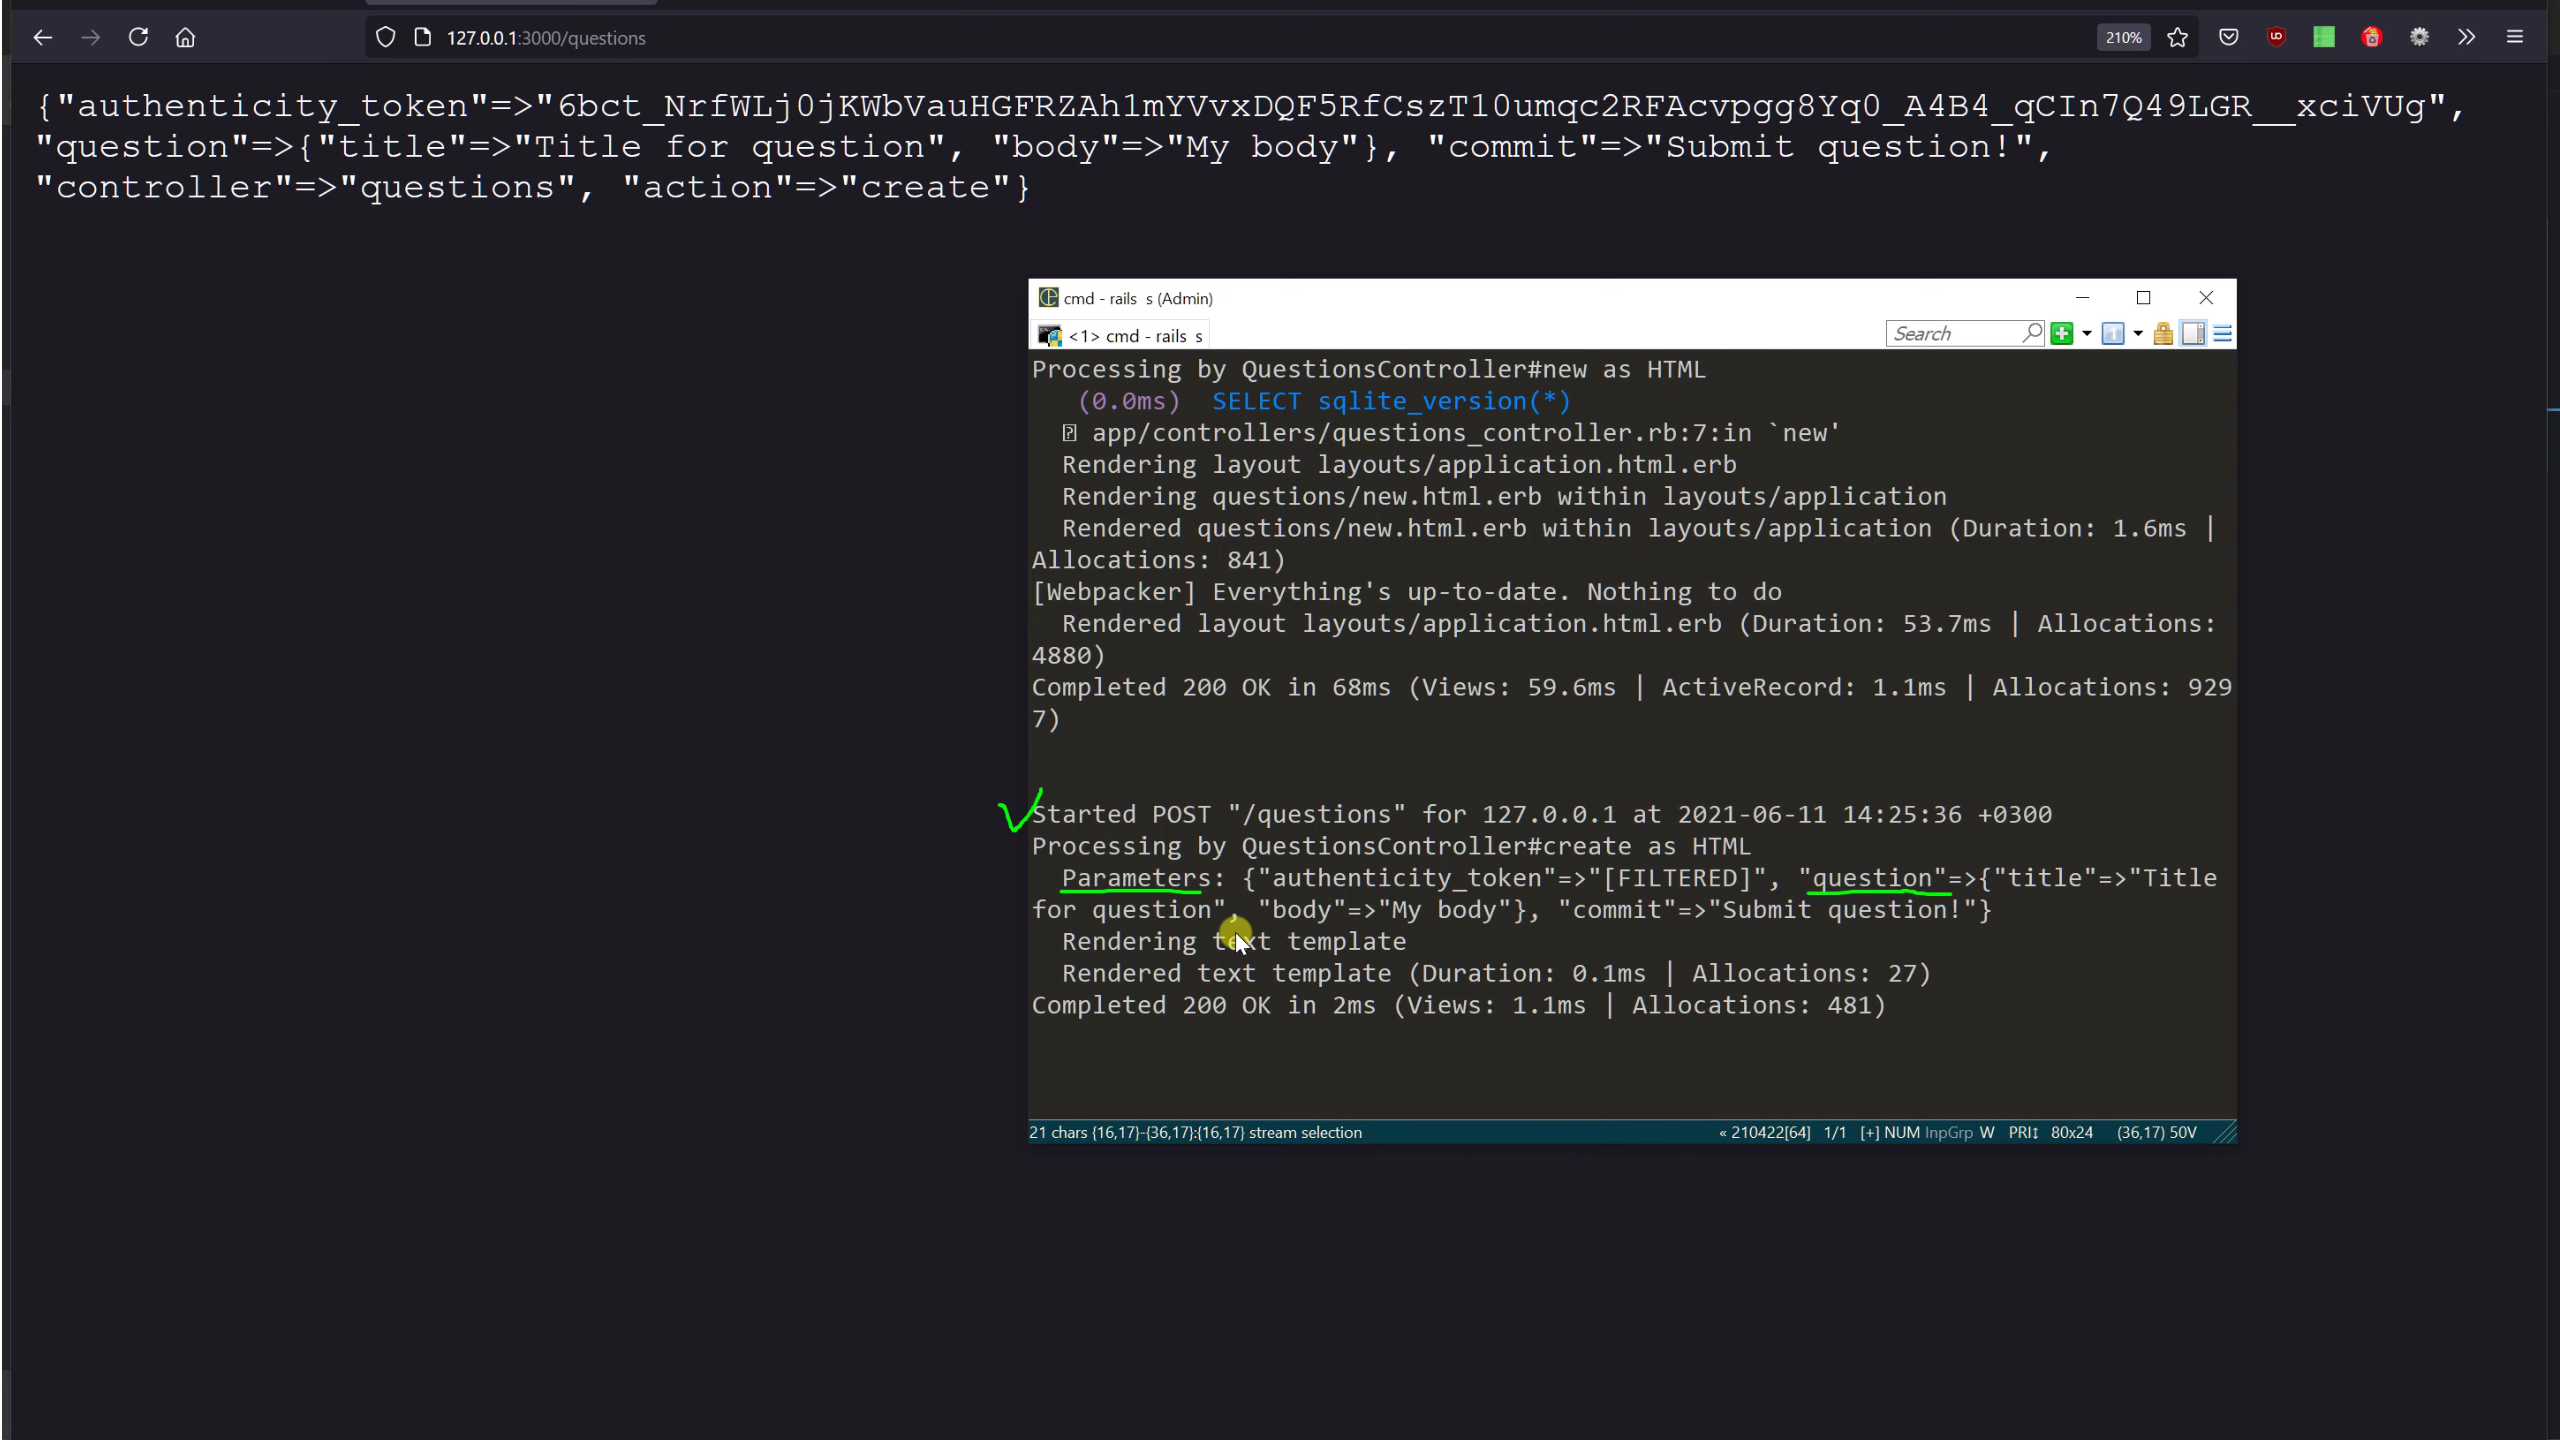 127.0.0.1:3000/questions
210%
{"authenticity_token"=>"6bct_NrfWLj0jKWbVauHGFRZAh1mYVvxDQF5RfCszT10umqc2RFAcvpgg8Yq0_A4B4_qCIn7Q49LGR__xciVUg",
"question"=>{"title"=>"Title for question", "body"=>"My body"}, "commit"=>"Submit question!",
"controller"=>"questions", "action"=>"create"}
cmd - rails  s (Admin)
<1> cmd - rails  s
Search
Processing by QuestionsController#new as HTML
(0.0ms)  SELECT sqlite_version(*)
app/controllers/questions_controller.rb:7:in `new'
Rendering layout layouts/application.html.erb
Rendering questions/new.html.erb within layouts/application
Rendered questions/new.html.erb within layouts/application (Duration: 1.6ms |
Allocations: 841)
[Webpacker] Everything's up-to-date. Nothing to do
Rendered layout layouts/application.html.erb (Duration: 53.7ms | Allocations:
4880)
Completed 200 OK in 68ms (Views: 59.6ms | ActiveRecord: 1.1ms | Allocations: 929
7)
Started POST "/questions" for 127.0.0.1 at 2021-06-11 14:25:36 +0300
Processing by QuestionsController#create as HTML
Parameters: {"authenticity_token"=>"[FILTERED]", "question"=>{"title"=>"Title
for question", "body"=>"My body"}, "commit"=>"Submit question!"}
Rendering text template
Rendered text template (Duration: 0.1ms | Allocations: 27)
Completed 200 OK in 2ms (Views: 1.1ms | Allocations: 481)
21 chars {16,17}-{36,17}:{16,17} stream selection
« 210422[64] 1/1 [+] NUM InpGrp W PRI↕ 80x24 (36,17) 50V